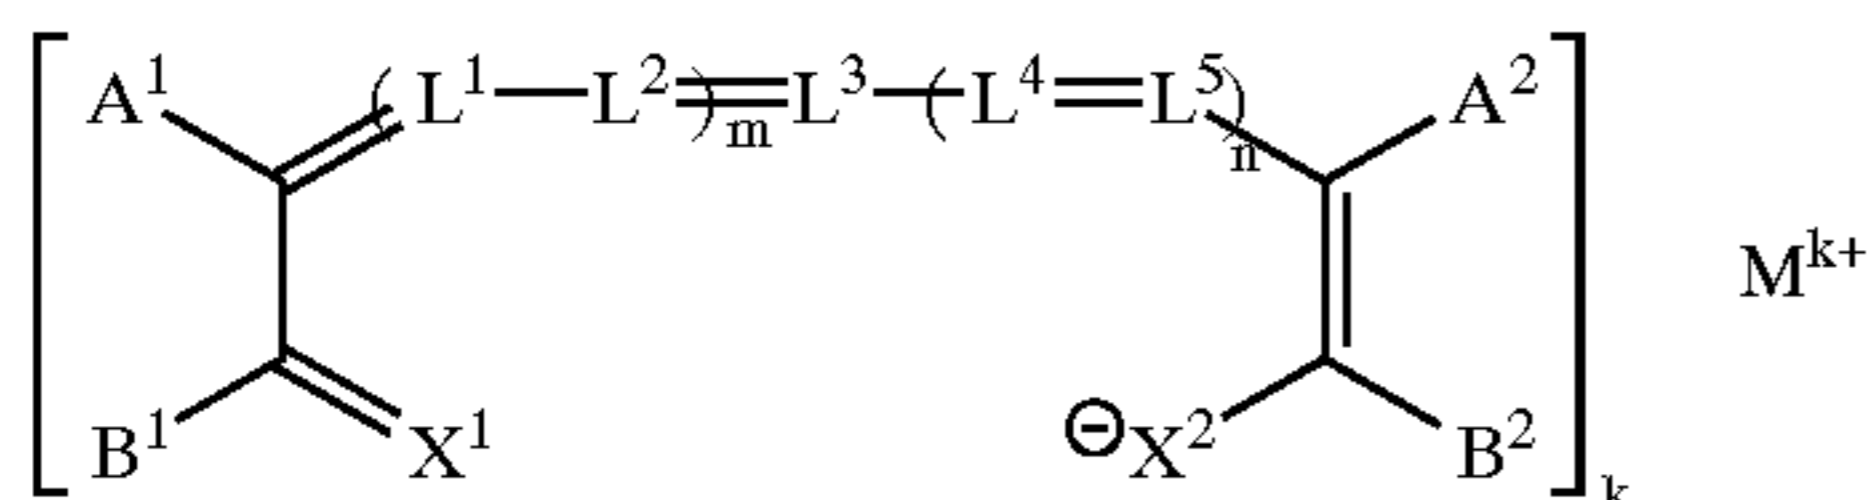 A¹ (L¹—L²)ₘ=L³—(L⁴=L⁵)ₙ A²
B¹ X¹ ⊖X² B² k M^{k+}